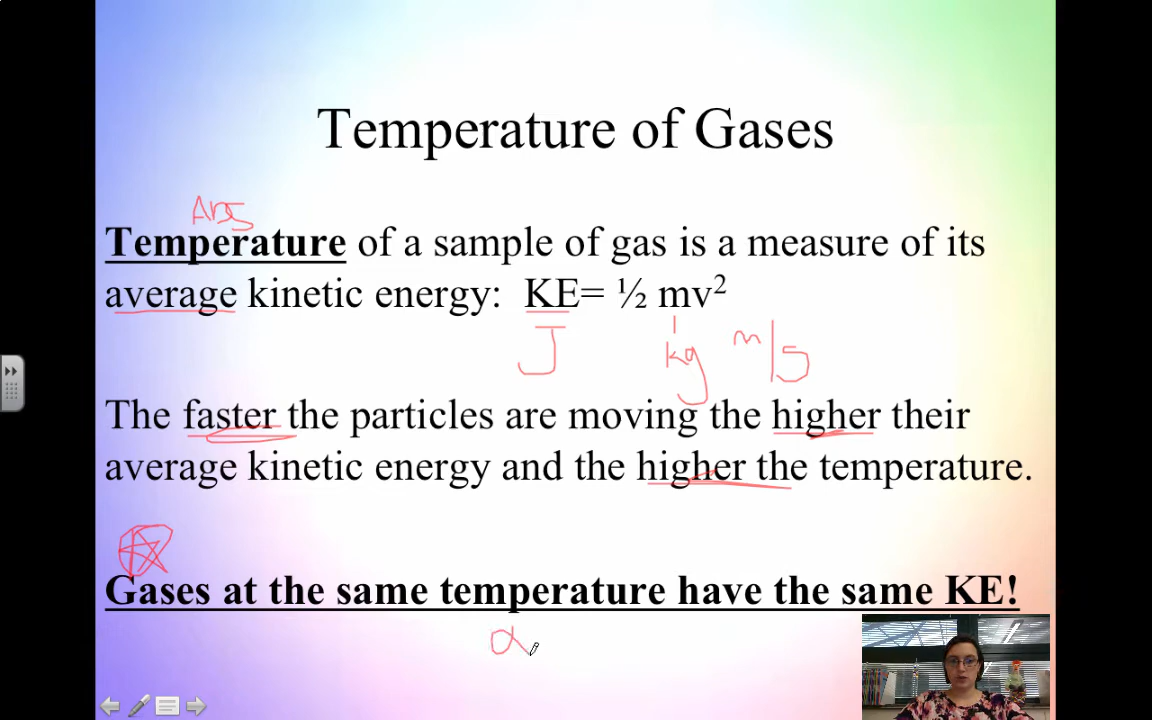 Temperature of Gases
Temperature of a sample of gas is a measure of its
average kinetic energy: KE= ½ mv²
J kg m/s
The faster the particles are moving the higher their
average kinetic energy and the higher the temperature.
Gases at the same temperature have the same KE!